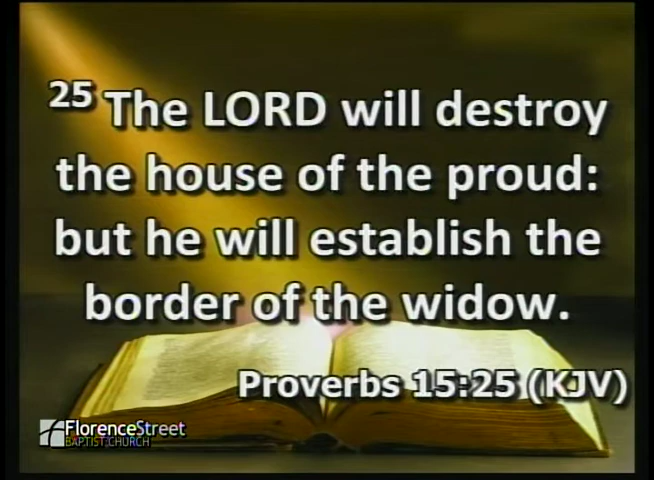 25 The LORD will destroy
the house of the proud:
but he will establish the
border of the widow.
Proverbs 15:25 (KJV)
FlorenceStreet
BAPTIST CHURCH